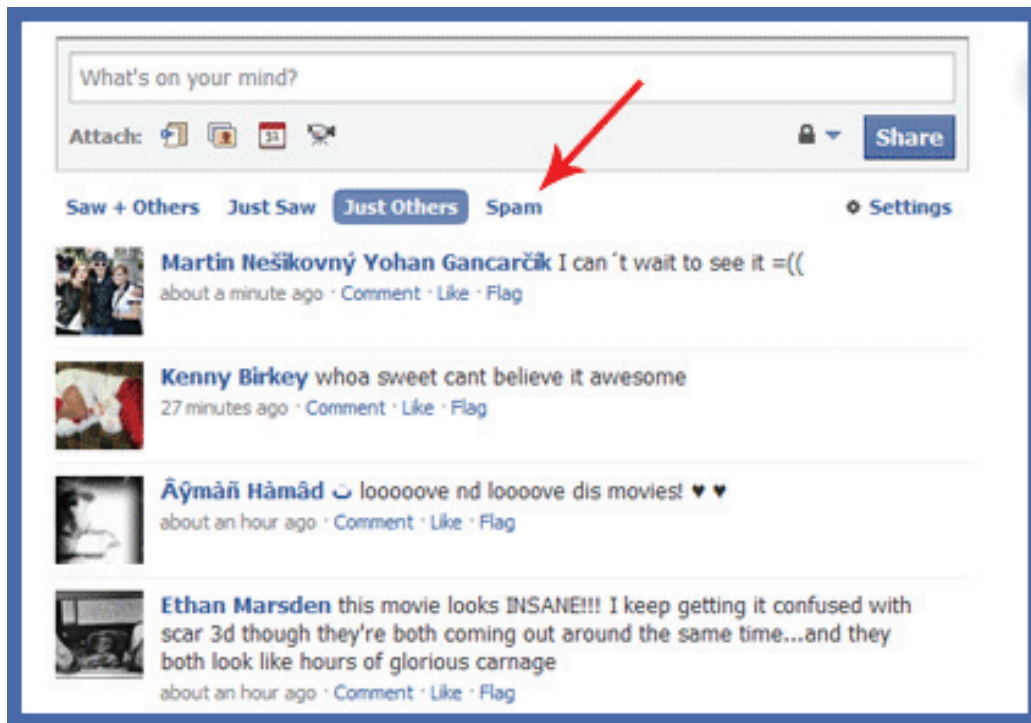 What's on your mind?
Attach: 31 Share
Saw + Others Just Saw Just Others Spam Settings
Martin Nešikovný Yohan Gancarčík I can´t wait to see it =((
about a minute ago · Comment · Like · Flag
Kenny Birkey whoa sweet cant believe it awesome
27 minutes ago · Comment · Like · Flag
Âŷmàñ Hàmâd ت looooove nd loooove dis movies! ♥ ♥
about an hour ago · Comment · Like · Flag
Ethan Marsden this movie looks INSANE!!! I keep getting it confused with
scar 3d though they're both coming out around the same time...and they
both look like hours of glorious carnage
about an hour ago · Comment · Like · Flag